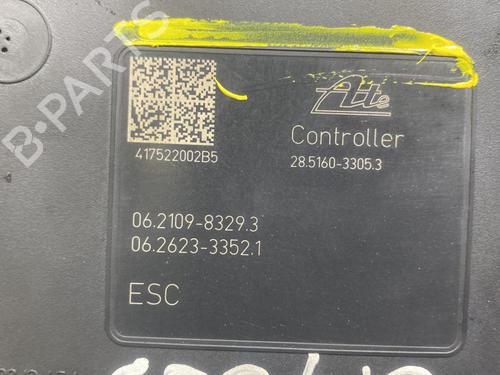 Ate
Controller
417522002B5
28.5160-3305.3
06.2109-8329.3
06.2623-3352.1
ESC
B-PARTS